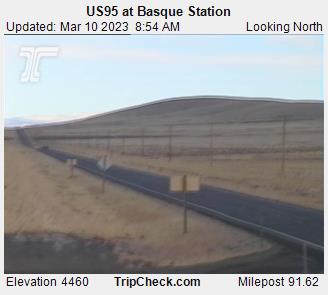 US95 at Basque Station
Updated: Mar 10 2023 8:54 AM Looking North
Elevation 4460 TripCheck.com Milepost 91.62